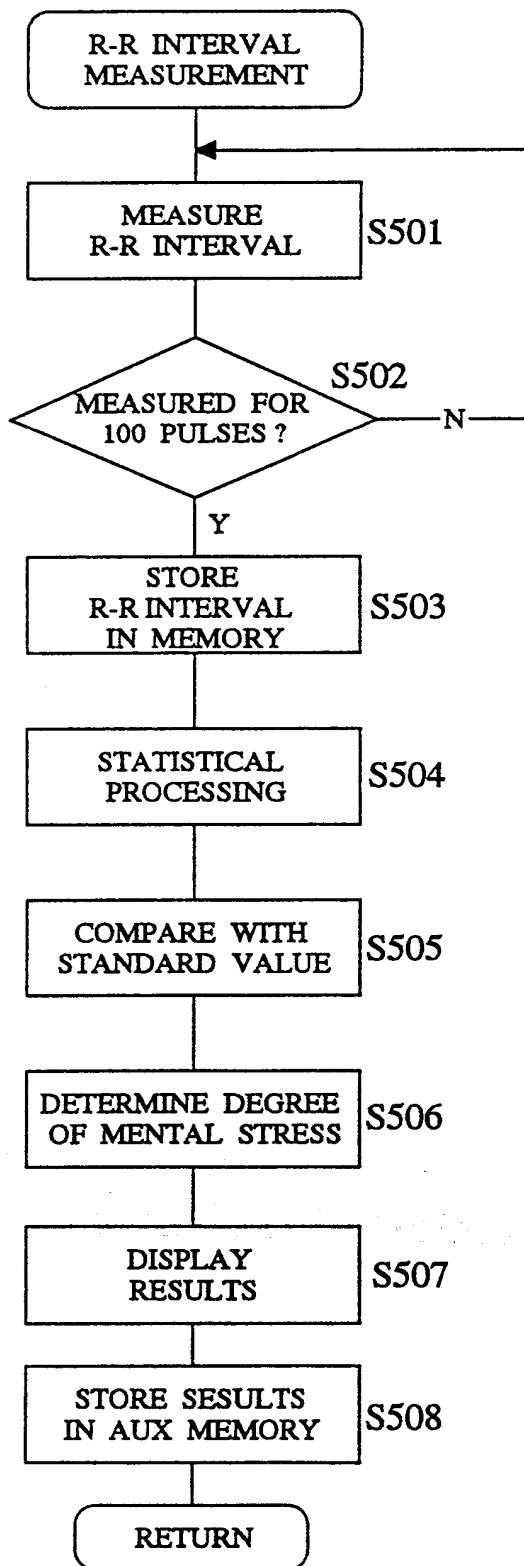 R-R INTERVAL
MEASUREMENT
MEASURE
R-R INTERVAL
S501
S502
MEASURED FOR
100 PULSES ?
N
Y
STORE
R-R INTERVAL
IN MEMORY
S503
STATISTICAL
PROCESSING
S504
COMPARE WITH
STANDARD VALUE
S505
DETERMINE DEGREE
OF MENTAL STRESS
S506
DISPLAY
RESULTS
S507
STORE SESULTS
IN AUX MEMORY
S508
RETURN